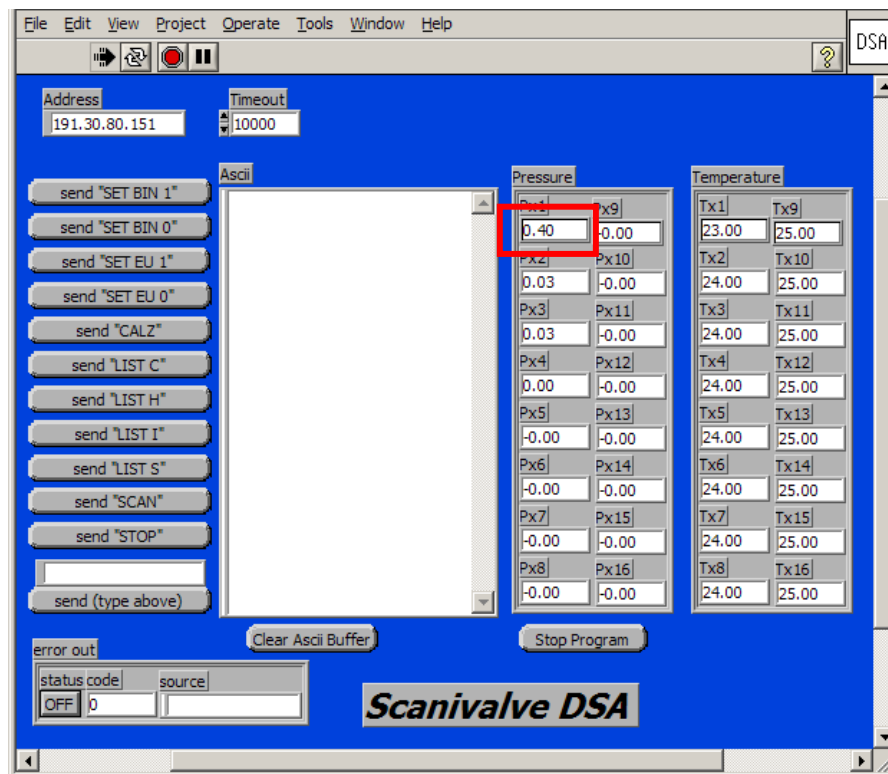 File Edit View Project Operate Tools Window Help
DSA
Address
191.30.80.151
Timeout
10000
send "SET BIN 1"
send "SET BIN 0"
send "SET EU 1"
send "SET EU 0"
send "CALZ"
send "LIST C"
send "LIST H"
send "LIST I"
send "LIST S"
send "SCAN"
send "STOP"
send (type above)
Ascii
Clear Ascii Buffer
Pressure
Px1 Px9
0.40 -0.00
Px2 Px10
0.03 -0.00
Px3 Px11
0.03 -0.00
Px4 Px12
0.00 -0.00
Px5 Px13
-0.00 -0.00
Px6 Px14
-0.00 -0.00
Px7 Px15
-0.00 -0.00
Px8 Px16
-0.00 -0.00
Stop Program
Temperature
Tx1 Tx9
23.00 25.00
Tx2 Tx10
24.00 25.00
Tx3 Tx11
24.00 25.00
Tx4 Tx12
24.00 25.00
Tx5 Tx13
24.00 25.00
Tx6 Tx14
24.00 25.00
Tx7 Tx15
24.00 25.00
Tx8 Tx16
24.00 25.00
error out
status code source
OFF 0
Scanivalve DSA